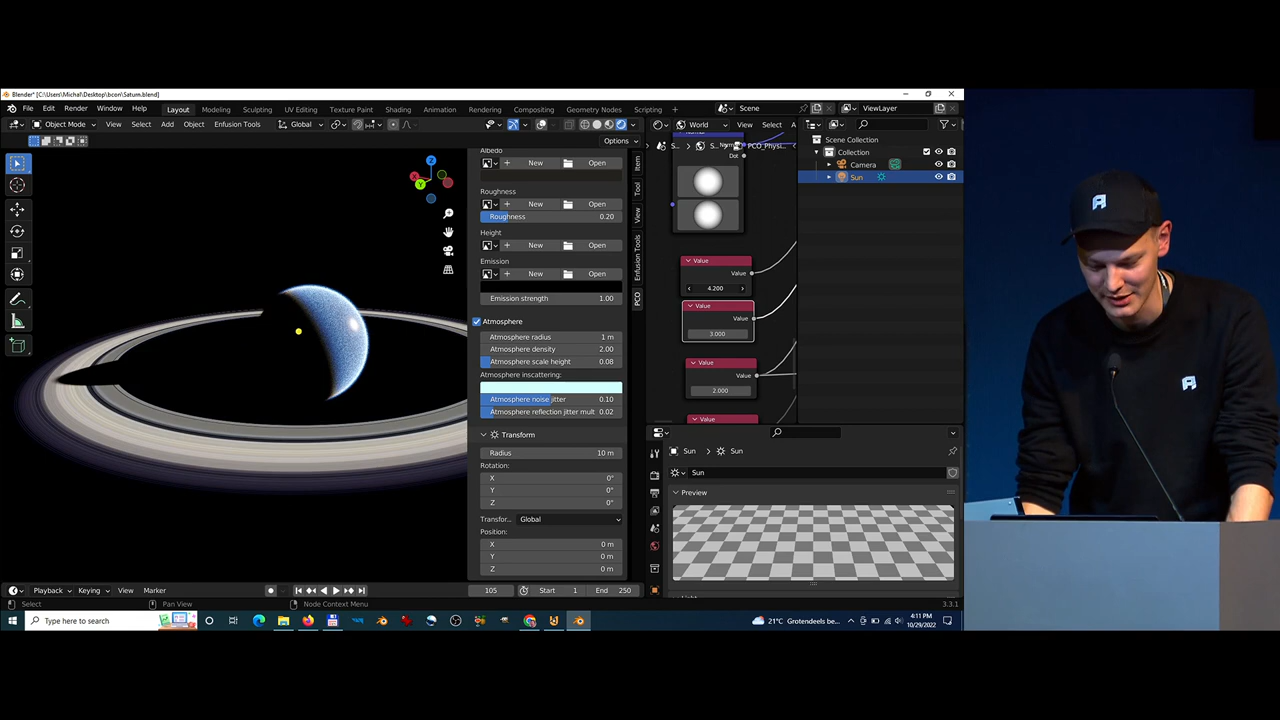 Blender* [C:\Users\Michal\Desktop\bcon\Saturn.blend]
File Edit Render Window Help Layout Modeling Sculpting UV Editing Texture Paint Shading Animation Rendering Compositing Geometry Nodes Scripting + Scene ViewLayer
Object Mode View Select Add Object Enfusion Tools Global World View Select
Options
Scene Collection
Collection
Camera
Sun
Albedo
New Open
Roughness
New Open
Roughness 0.20
Height
New Open
Emission
New Open
Emission strength 1.00
Atmosphere
Atmosphere radius 1 m
Atmosphere density 2.00
Atmosphere scale height 0.08
Atmosphere inscattering:
Atmosphere noise jitter 0.10
Atmosphere reflection jitter mult 0.02
Transform
Radius 10 m
Rotation:
X 0°
Y 0°
Z 0°
Transfor... Global
Position:
X 0 m
Y 0 m
Z 0 m
Item
Tool
View
Enfusion Tools
PCO
S... S... PCO_Physi...
Dot
Value
Value
4.200
Value
Value
3.000
Value
Value
2.000
Value
Sun Sun
Sun
Preview
Playback Keying View Marker 105 Start 1 End 250
Select Pan View Node Context Menu 3.3.1
Type here to search 21°C Grotendeels be... 4:11 PM
10/29/2022
X
Y
Z